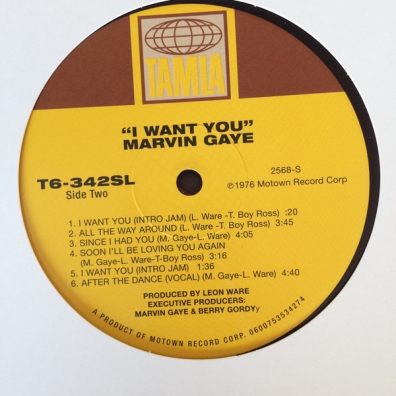 TAMLA
"I WANT YOU"
MARVIN GAYE
T6-342SL
Side Two
2568-S
℗1976 Motown Record Corp
1. I WANT YOU (INTRO JAM) (L. Ware -T. Boy Ross) :20
2. ALL THE WAY AROUND (L. Ware -T. Boy Ross) 3:45
3. SINCE I HAD YOU (M. Gaye-L. Ware) 4:05
4. SOON I'LL BE LOVING YOU AGAIN
(M. Gaye-L. Ware-T-Boy Ross) 3:16
5. I WANT YOU (INTRO JAM) 1:36
6. AFTER THE DANCE (VOCAL) (M. Gaye-L. Ware) 4:40
PRODUCED BY LEON WARE
EXECUTIVE PRODUCERS:
MARVIN GAYE & BERRY GORDYy
A PRODUCT OF MOTOWN RECORD CORP. 0600753534274